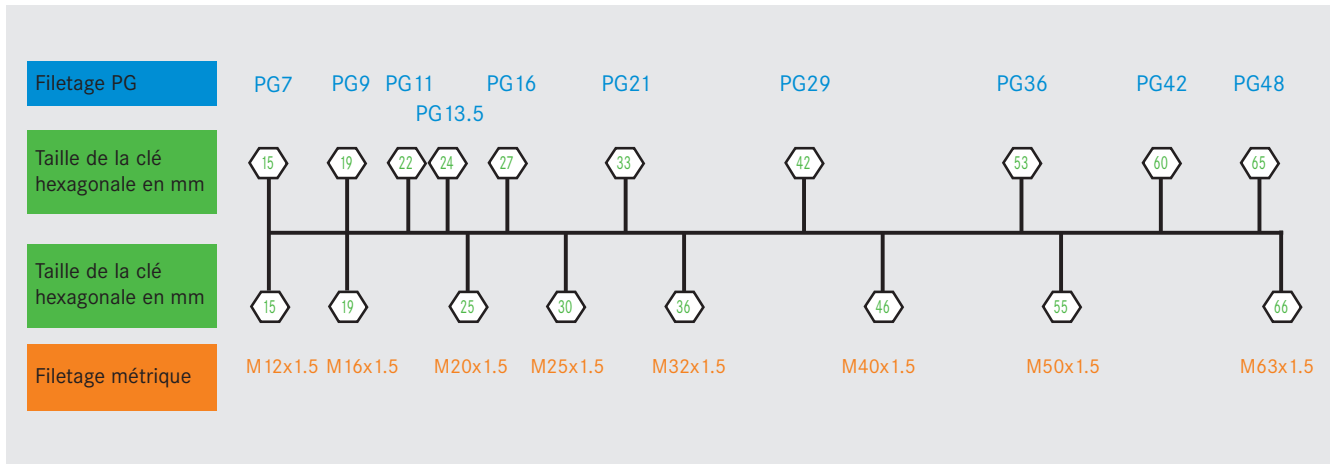 Filetage PG
PG7 PG9 PG11 PG16 PG21 PG29 PG36 PG42 PG48
PG13.5
Taille de la clé
hexagonale en mm
15 19 22 24 27 33 42 53 60 65
Taille de la clé
hexagonale en mm
15 19 25 30 36 46 55 66
Filetage métrique
M12x1.5 M16x1.5 M20x1.5 M25x1.5 M32x1.5 M40x1.5 M50x1.5 M63x1.5